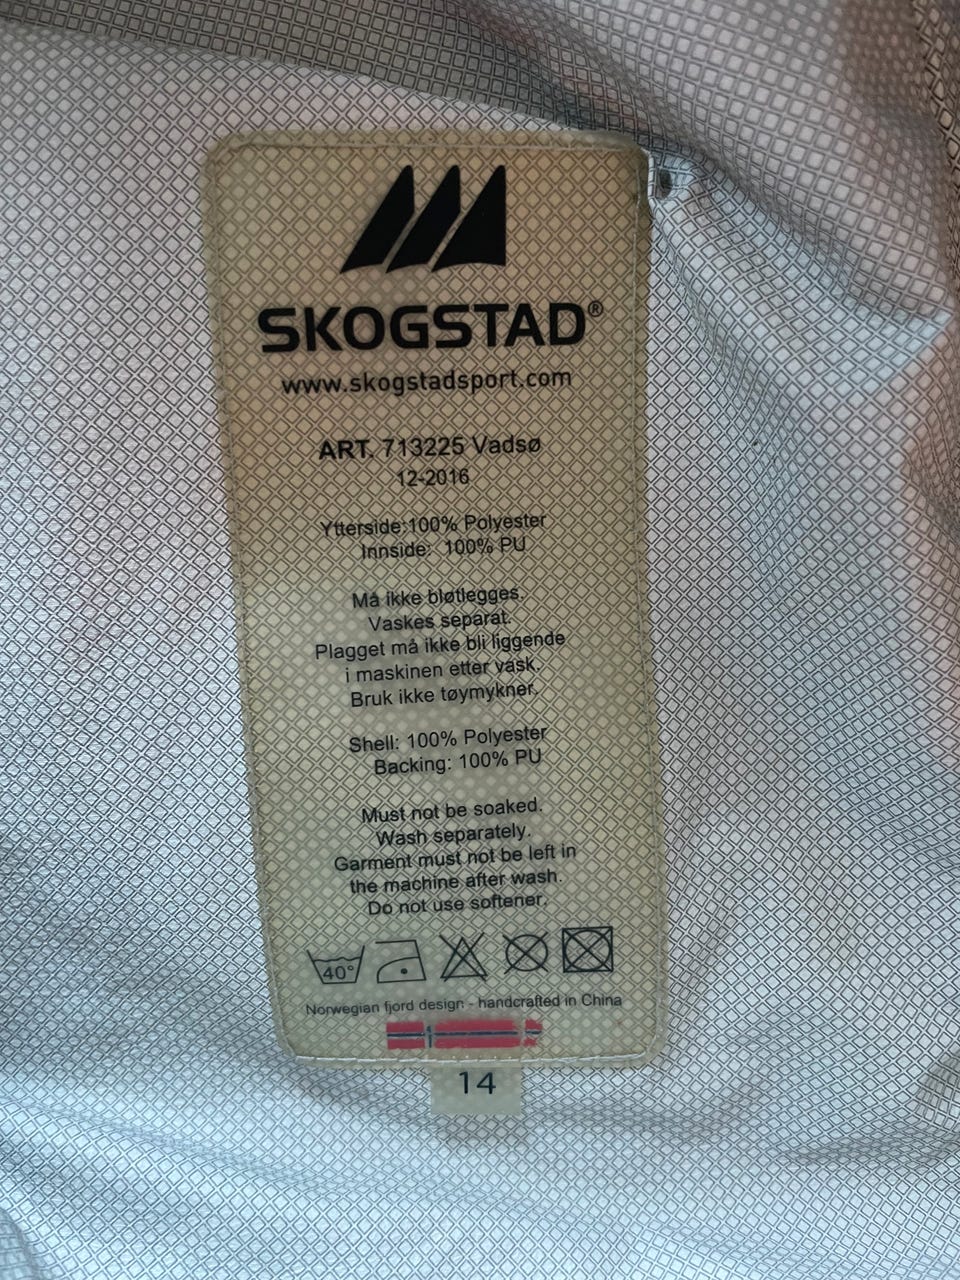 SKOGSTAD®
www.skogstadsport.com
ART. 713225 Vadsø
12-2016
Ytterside:100% Polyester
Innside: 100% PU
Må ikke bløtlegges.
Vaskes separat.
Plagget må ikke bli liggende
i maskinen etter vask.
Bruk ikke tøymykner.
Shell: 100% Polyester
Backing: 100% PU
Must not be soaked.
Wash separately.
Garment must not be left in
the machine after wash.
Do not use softener.
40°
Norwegian fjord design - handcrafted in China
14